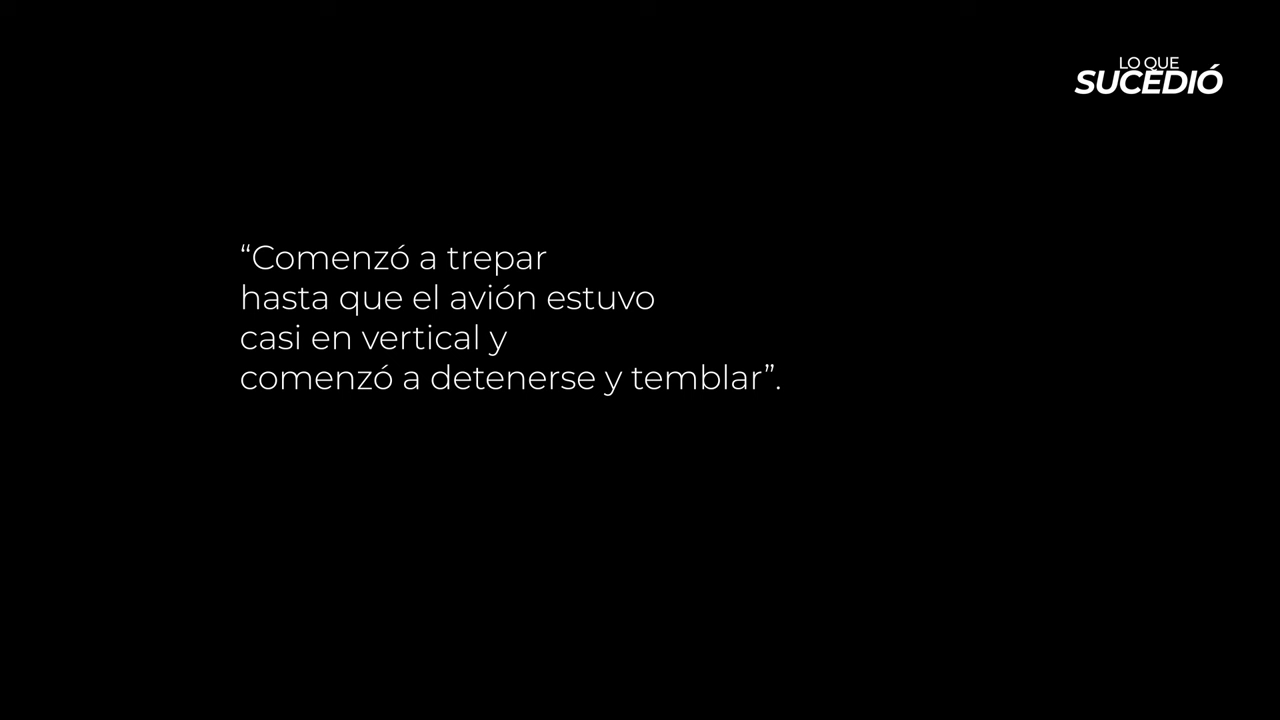 LO QUE
SUCEDIÓ
“Comenzó a trepar
hasta que el avión estuvo
casi en vertical y
comenzó a detenerse y temblar”.